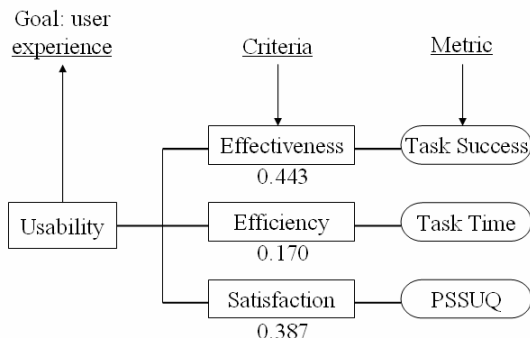 Goal: user
experience
Criteria
Metric
Effectiveness
Task Success
0.443
Usability
Efficiency
Task Time
0.170
Satisfaction
PSSUQ
0.387